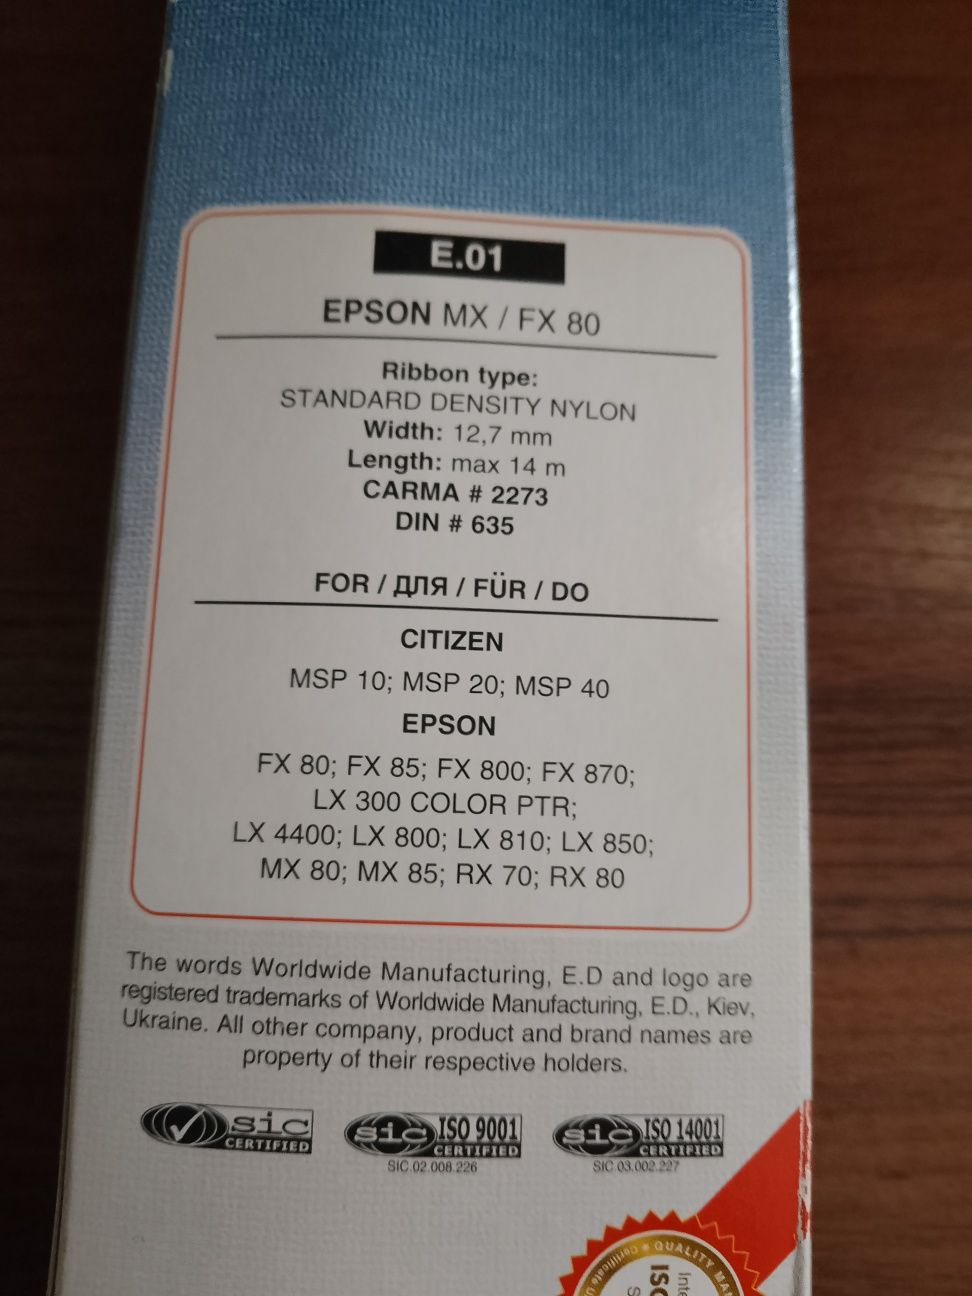 E.01
EPSON MX / FX 80
Ribbon type:
STANDARD DENSITY NYLON
Width: 12,7 mm
Length: max 14 m
CARMA # 2273
DIN # 635
FOR / ДЛЯ / FÜR / DO
CITIZEN
MSP 10; MSP 20; MSP 40
EPSON
FX 80; FX 85; FX 800; FX 870;
LX 300 COLOR PTR;
LX 4400; LX 800; LX 810; LX 850;
MX 80; MX 85; RX 70; RX 80
The words Worldwide Manufacturing, E.D and logo are
registered trademarks of Worldwide Manufacturing, E.D., Kiev,
Ukraine. All other company, product and brand names are
property of their respective holders.
sic CERTIFIED
sic ISO 9001 CERTIFIED
SIC.02.008.226
sic ISO 14001 CERTIFIED
SIC.03.002.227
certificate ★ QUALITY